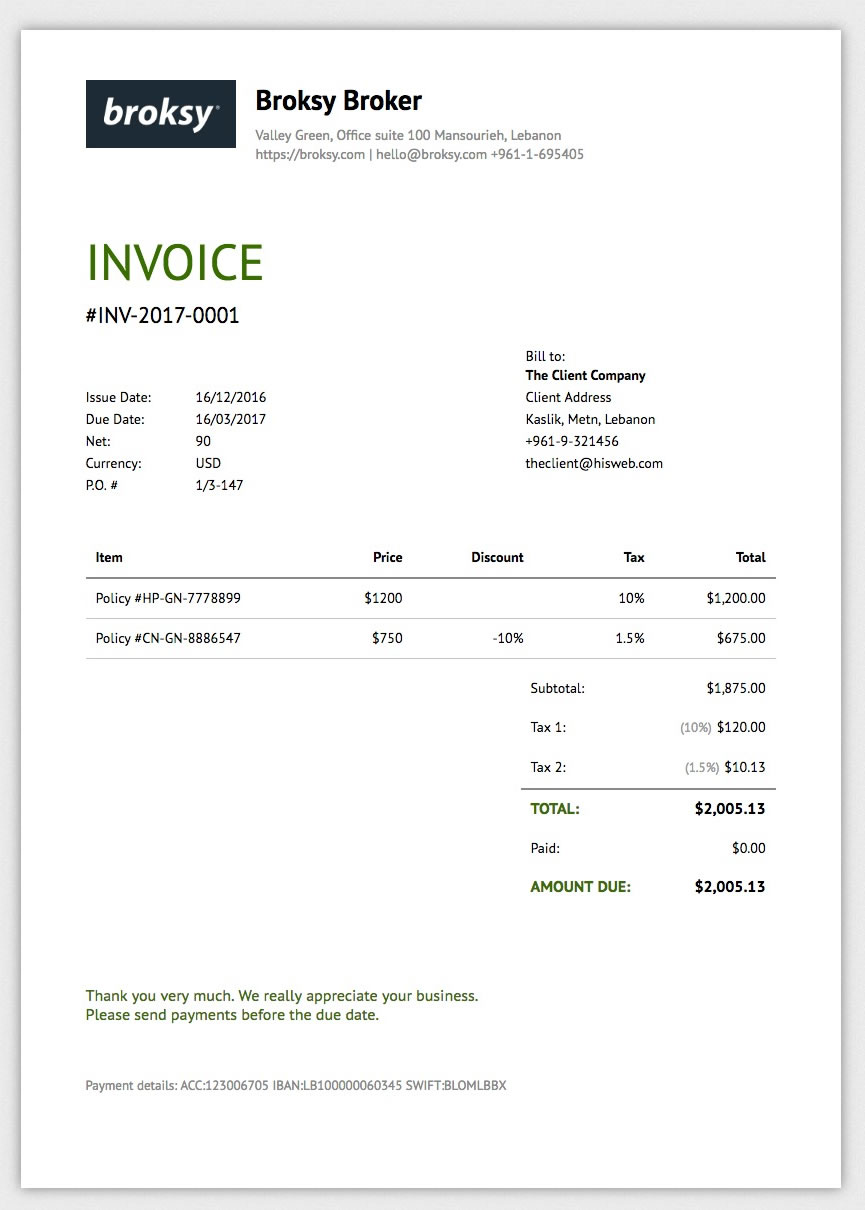 broksy®
Broksy Broker
Valley Green, Office suite 100 Mansourieh, Lebanon
https://broksy.com | hello@broksy.com +961-1-695405
INVOICE
#INV-2017-0001
Bill to:
The Client Company
Issue Date: 16/12/2016 Client Address
Due Date: 16/03/2017 Kaslik, Metn, Lebanon
Net: 90 +961-9-321456
Currency: USD theclient@hisweb.com
P.O. # 1/3-147
Item Price Discount Tax Total
Policy #HP-GN-7778899 $1200 10% $1,200.00
Policy #CN-GN-8886547 $750 -10% 1.5% $675.00
Subtotal: $1,875.00
Tax 1: (10%) $120.00
Tax 2: (1.5%) $10.13
TOTAL: $2,005.13
Paid: $0.00
AMOUNT DUE: $2,005.13
Thank you very much. We really appreciate your business.
Please send payments before the due date.
Payment details: ACC:123006705 IBAN:LB100000060345 SWIFT:BLOMLBBX